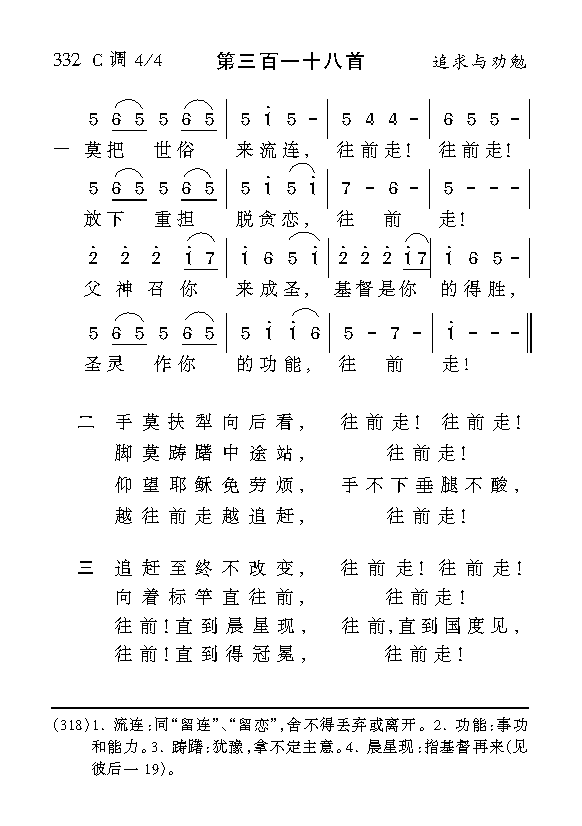 332 C 调 4/4 第三百一十八首 追求与劝勉
5 6 5 5 6 5 | 5 i̇ 5 - | 5 4 4 - | 6 5 5 - |
一 莫把 世俗 来流连, 往前走! 往前走!
5 6 5 5 6 5 | 5 i̇ 5 i̇ | 7 - 6 - | 5 - - - |
放下 重担 脱贪恋, 往 前 走!
2̇ 2̇ 2̇ i̇ 7 | i̇ 6 5 i̇ | 2̇ 2̇ 2̇ i̇ 7 | i̇ 6 5 - |
父神召你 来成圣, 基督是你 的得胜,
5 6 5 5 6 5 | 5 i̇ i̇ 6 | 5 - 7 - | i̇ - - - ‖
圣灵 作你 的功能, 往 前 走!
二 手莫扶犁向后看, 往前走! 往前走!
脚莫踌躇中途站, 往前走!
仰望耶稣免劳烦, 手不下垂腿不酸,
越往前走越追赶, 往前走!
三 追赶至终不改变, 往前走! 往前走!
向着标竿直往前, 往前走!
往前!直到晨星现, 往前,直到国度见,
往前!直到得冠冕, 往前走!
(318)1. 流连:同“留连”、“留恋”,舍不得丢弃或离开。2. 功能:事功
和能力。3. 踌躇:犹豫,拿不定主意。4. 晨星现:指基督再来(见
彼后一 19)。